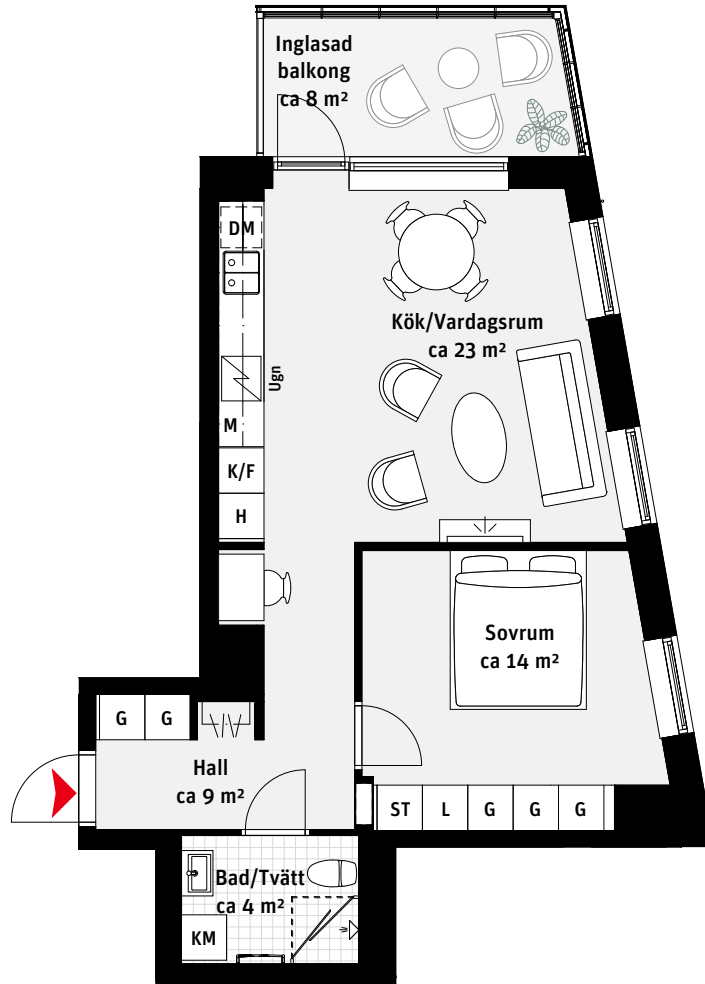 Inglasad
balkong
ca 8 m²
DM
Kök/Vardagsrum
ca 23 m²
Ugn
M
K/F
H
Sovrum
ca 14 m²
G G
Hall
ca 9 m²
ST L G G G
Bad/Tvätt
ca 4 m²
KM